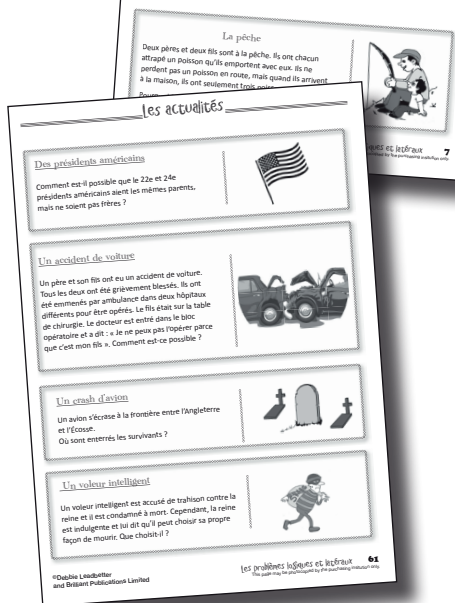 La pêche
Deux pères et deux fils sont à la pêche. Ils ont chacun
attrapé un poisson qu'ils emportent avec eux. Ils ne
perdent pas un poisson en route, mais quand ils arrivent
à la maison, ils ont seulement trois
ques et latéraux 7
purchasing institution only
les actualités
Des présidents américains
Comment est-il possible que le 22e et 24e
présidents américains aient les mêmes parents,
mais ne soient pas frères ?
Un accident de voiture
Un père et son fils ont eu un accident de voiture.
Tous les deux ont été grièvement blessés. Ils ont
été emmenés par ambulance dans deux hôpitaux
différents pour être opérés. Le fils était sur la table
de chirurgie. Le docteur est entré dans le bloc
opératoire et a dit : « Je ne peux pas l'opérer parce
que c'est mon fils ». Comment est-ce possible ?
Un crash d'avion
Un avion s'écrase à la frontière entre l'Angleterre
et l'Écosse.
Où sont enterrés les survivants ?
Un voleur intelligent
Un voleur intelligent est accusé de trahison contre la
reine et il est condamné à mort. Cependant, la reine
est indulgente et lui dit qu'il peut choisir sa propre
façon de mourir. Que choisit-il ?
©Debbie Leadbetter
and Brilliant Publications Limited
Les problèmes logiques et latéraux 61
This page may be photocopied by the purchasing institution only.